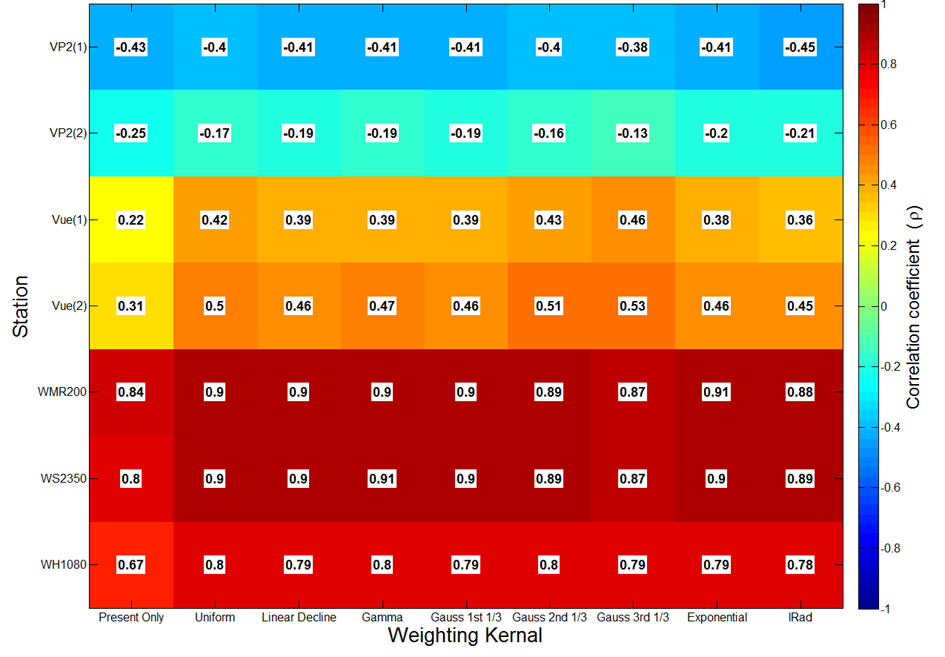 1
VP2(1) -0.43 -0.4 -0.41 -0.41 -0.41 -0.4 -0.38 -0.41 -0.45
0.8
0.6
VP2(2) -0.25 -0.17 -0.19 -0.19 -0.19 -0.16 -0.13 -0.2 -0.21
0.4
Vue(1) 0.22 0.42 0.39 0.39 0.39 0.43 0.46 0.38 0.36
0.2
Station
Vue(2) 0.31 0.5 0.46 0.47 0.46 0.51 0.53 0.46 0.45
0
Correlation coefficient (ρ)
-0.2
WMR200 0.84 0.9 0.9 0.9 0.9 0.89 0.87 0.91 0.88
-0.4
WS2350 0.8 0.9 0.9 0.91 0.9 0.89 0.87 0.9 0.89
-0.6
-0.8
WH1080 0.67 0.8 0.79 0.8 0.79 0.8 0.79 0.79 0.78
-1
Present Only Uniform Linear Decline Gamma Gauss 1st 1/3 Gauss 2nd 1/3 Gauss 3rd 1/3 Exponential IRad
Weighting Kernal